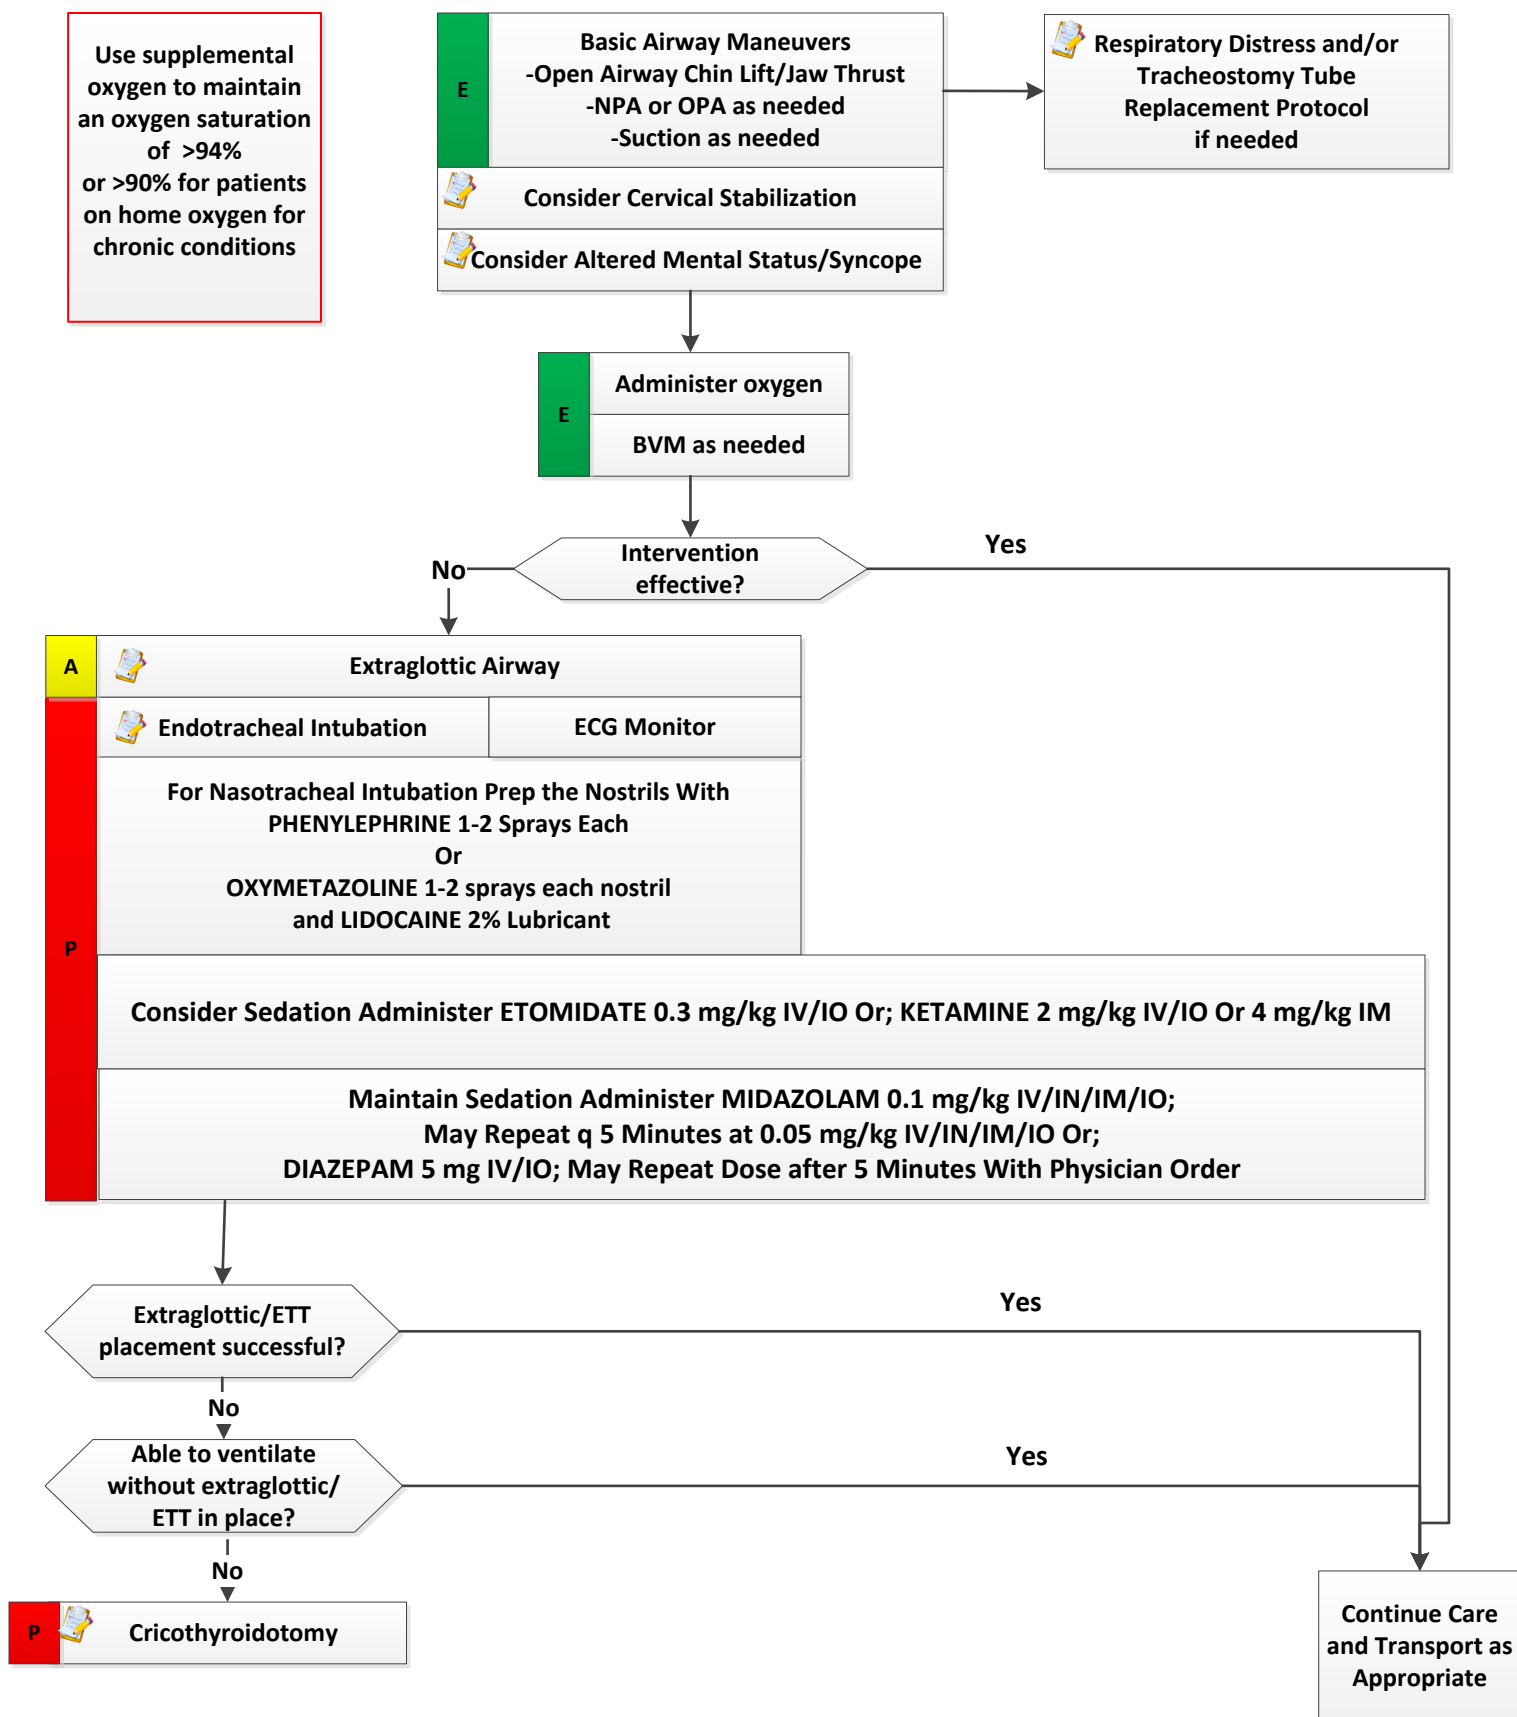 Use supplemental
oxygen to maintain
an oxygen saturation
of >94%
or >90% for patients
on home oxygen for
chronic conditions
E
Basic Airway Maneuvers
-Open Airway Chin Lift/Jaw Thrust
-NPA or OPA as needed
-Suction as needed
Respiratory Distress and/or
Tracheostomy Tube
Replacement Protocol
if needed
Consider Cervical Stabilization
Consider Altered Mental Status/Syncope
E
Administer oxygen
BVM as needed
Intervention
effective?
Yes
No
A
Extraglottic Airway
P
Endotracheal Intubation
ECG Monitor
For Nasotracheal Intubation Prep the Nostrils With
PHENYLEPHRINE 1-2 Sprays Each
Or
OXYMETAZOLINE 1-2 sprays each nostril
and LIDOCAINE 2% Lubricant
Consider Sedation Administer ETOMIDATE 0.3 mg/kg IV/IO Or; KETAMINE 2 mg/kg IV/IO Or 4 mg/kg IM
Maintain Sedation Administer MIDAZOLAM 0.1 mg/kg IV/IN/IM/IO;
May Repeat q 5 Minutes at 0.05 mg/kg IV/IN/IM/IO Or;
DIAZEPAM 5 mg IV/IO; May Repeat Dose after 5 Minutes With Physician Order
Extraglottic/ETT
placement successful?
Yes
No
Able to ventilate
without extraglottic/
ETT in place?
Yes
No
P
Cricothyroidotomy
Continue Care
and Transport as
Appropriate